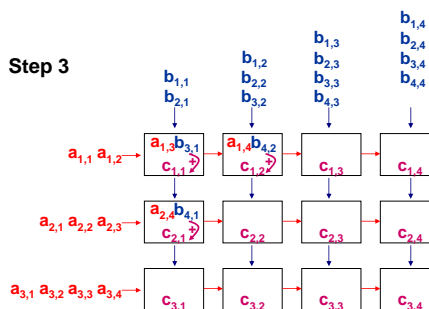 Step 3
b1,1
b2,1
b1,2
b2,2
b3,2
b1,3
b2,3
b3,3
b4,3
b1,4
b2,4
b3,4
b4,4
a1,1 a1,2
a1,3b3,1
+
c1,1
a1,4b4,2
+
c1,2
c1,3
c1,4
a2,1 a2,2 a2,3
a2,4b4,1
+
c2,1
c2,2
c2,3
c2,4
a3,1 a3,2 a3,3 a3,4
c3,1
c3,2
c3,3
c3,4